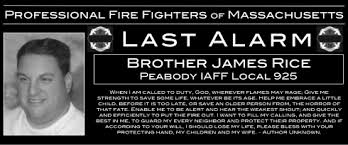 Professional Fire Fighters of Massachusetts
Last Alarm
Brother James Rice
Peabody IAFF Local 925
When I am called to duty, God, wherever flames may rage, give me
strength to save some life, whatever be its age. Help me embrace a little
child, before it is too late, or save an older person from, the horror of
that fate. Enable me to be alert and hear the weakest shout; and quickly
and efficiently to put the fire out. I want to fill my calling, and give the
best in me, to guard my every neighbor and protect their property. And if
according to your will, I should lose my life, please bless with your
protecting hand, my children and my wife. - Author Unknown.